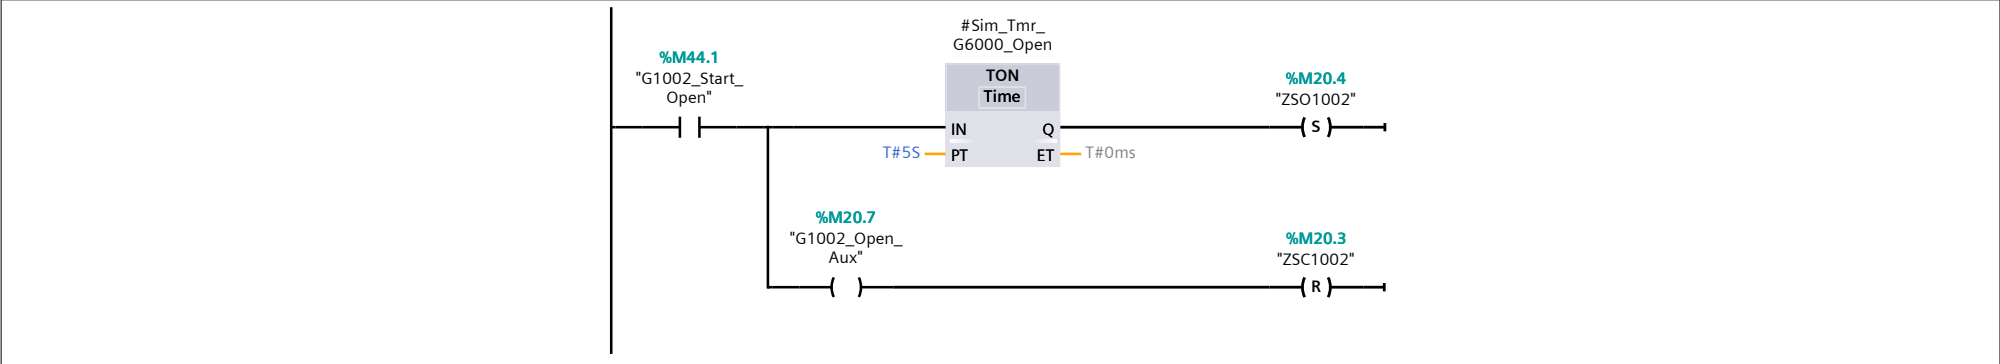 #Sim_Tmr_
G6000_Open
%M44.1
"G1002_Start_
Open"
TON
Time
%M20.4
"ZSO1002"
IN
Q
S
T#5S
PT
ET
T#0ms
%M20.7
"G1002_Open_
Aux"
%M20.3
"ZSC1002"
R